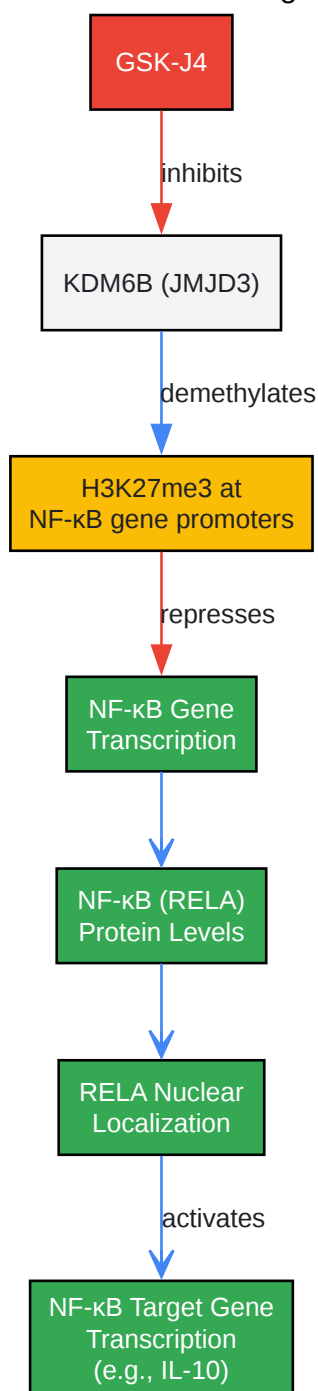 GSK-J4
inhibits
KDM6B (JMJD3)
demethylates
H3K27me3 at
NF-κB gene promoters
represses
NF-κB Gene
Transcription
NF-κB (RELA)
Protein Levels
RELA Nuclear
Localization
activates
NF-κB Target Gene
Transcription
(e.g., IL-10)